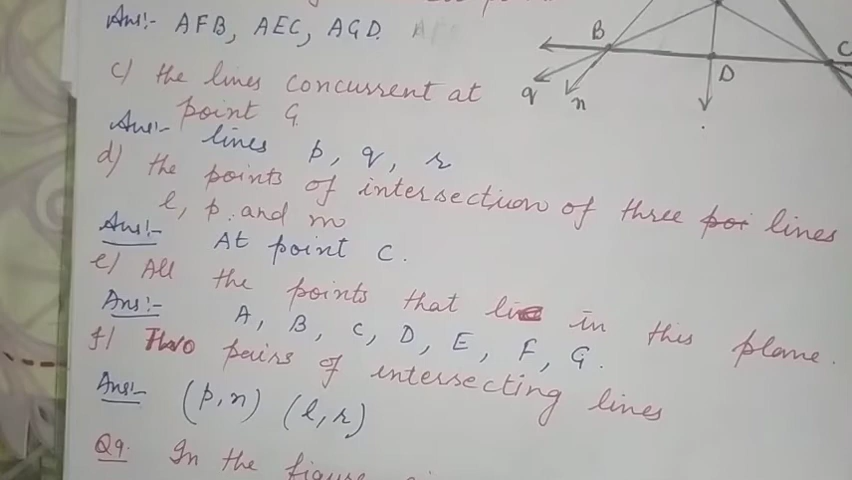 Ans:- AFB, AEC, AGD.
B
C
D
q
n
c) the lines concurrent at
point G
Ans:- lines p, q, r
d) the points of intersection of three poi lines
l, p and m
Ans:- At point C.
e) All the points that lie in this plane.
Ans:- A, B, C, D, E, F, G.
f) Two pairs of intersecting lines
Ans:- (p,n) (l,r)
Q9. In the figure